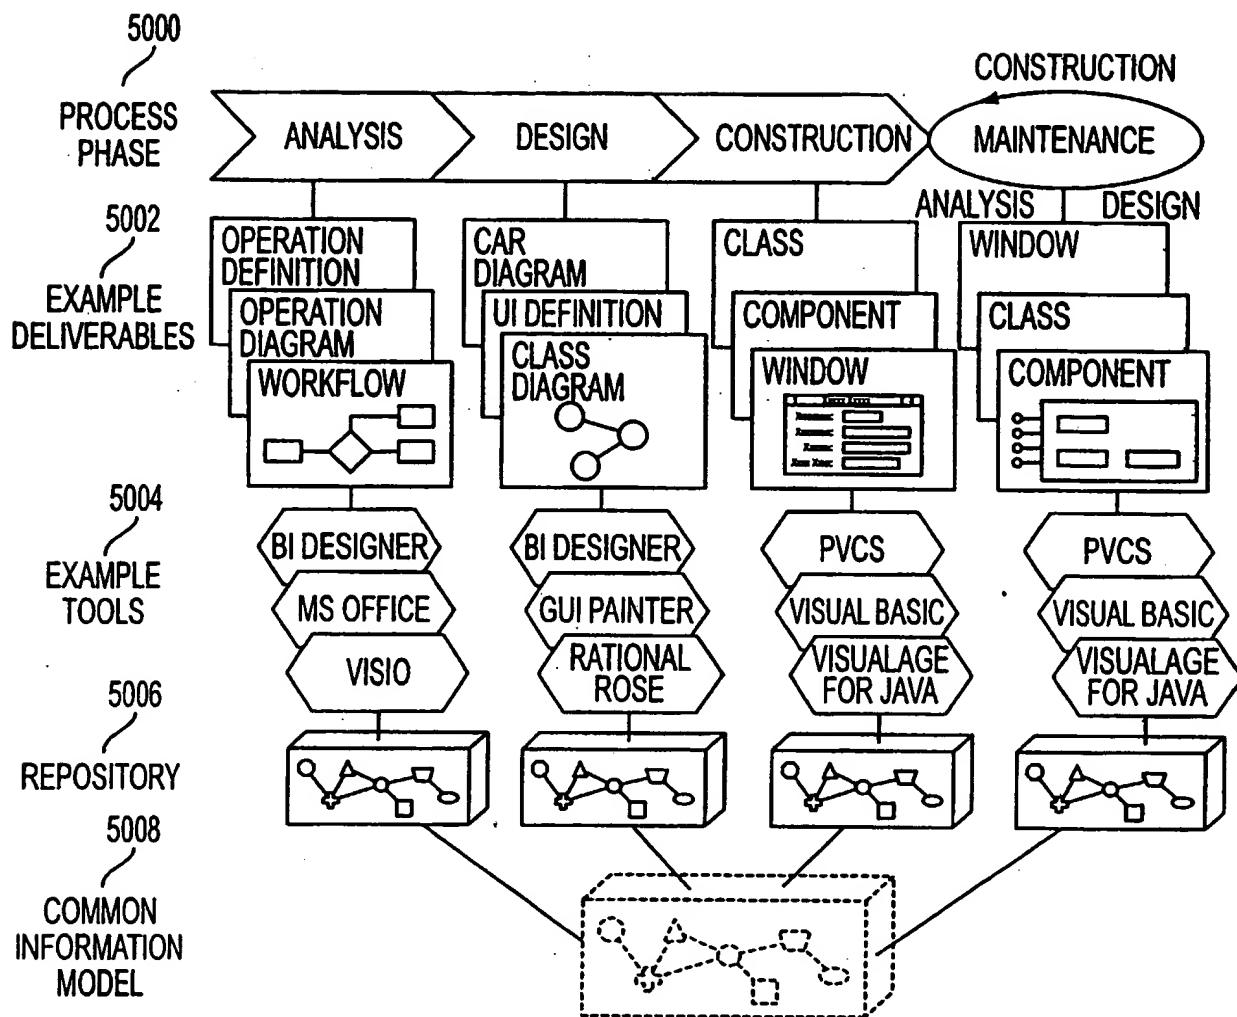 5000
PROCESS
PHASE
ANALYSIS
DESIGN
CONSTRUCTION
CONSTRUCTION
MAINTENANCE
ANALYSIS
DESIGN
5002
EXAMPLE
DELIVERABLES
OPERATION
DEFINITION
OPERATION
DIAGRAM
WORKFLOW
CAR
DIAGRAM
UI DEFINITION
CLASS
DIAGRAM
CLASS
COMPONENT
WINDOW
WINDOW
CLASS
COMPONENT
5004
EXAMPLE
TOOLS
BI DESIGNER
MS OFFICE
VISIO
BI DESIGNER
GUI PAINTER
RATIONAL
ROSE
PVCS
VISUAL BASIC
VISUALAGE
FOR JAVA
PVCS
VISUAL BASIC
VISUALAGE
FOR JAVA
5006
REPOSITORY
5008
COMMON
INFORMATION
MODEL